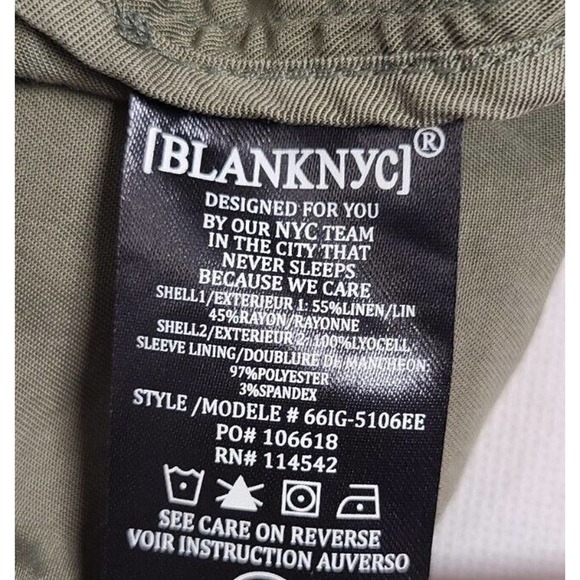 [BLANKNYC]®
DESIGNED FOR YOU
BY OUR NYC TEAM
IN THE CITY THAT
NEVER SLEEPS
BECAUSE WE CARE
SHELL1/EXTERIEUR 1: 55%LINEN/LIN
45%RAYON/RAYONNE
SHELL2/EXTERIEUR 2: 100%LYOCELL
SLEEVE LINING/DOUBLURE DE MANCHEON:
97%POLYESTER
3%SPANDEX
STYLE /MODELE # 66IG-5106EE
PO# 106618
RN# 114542
SEE CARE ON REVERSE
VOIR INSTRUCTION AUVERSO